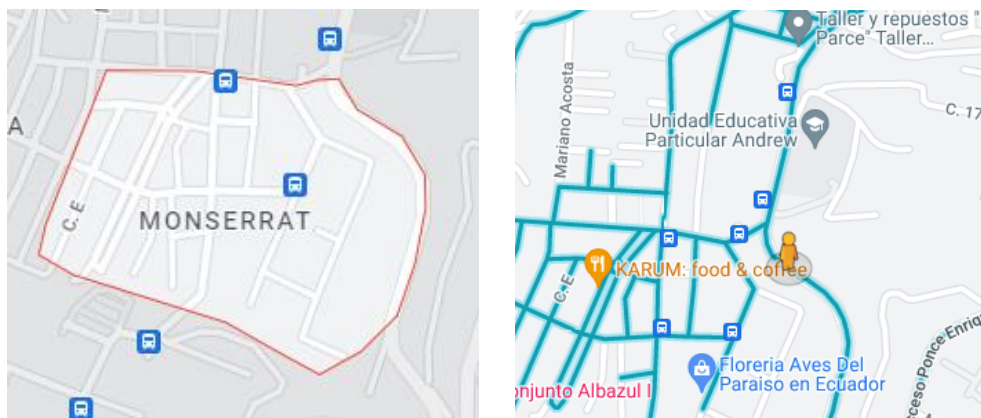 A
C. E
MONSERRAT
Taller y repuestos "
Parce" Taller...
Mariano Acosta
C. 17
Unidad Educativa
Particular Andrew
KARUM: food & coffee
C. E
onjunto Albazul I
Floreria Aves Del
Paraiso en Ecuador
ceso Ponce Enriq